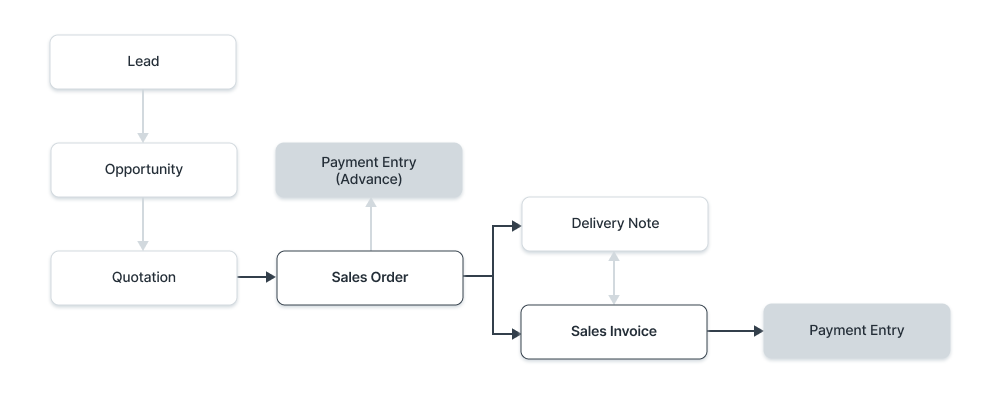 Lead
Opportunity
Payment Entry
(Advance)
Delivery Note
Quotation
Sales Order
Sales Invoice
Payment Entry